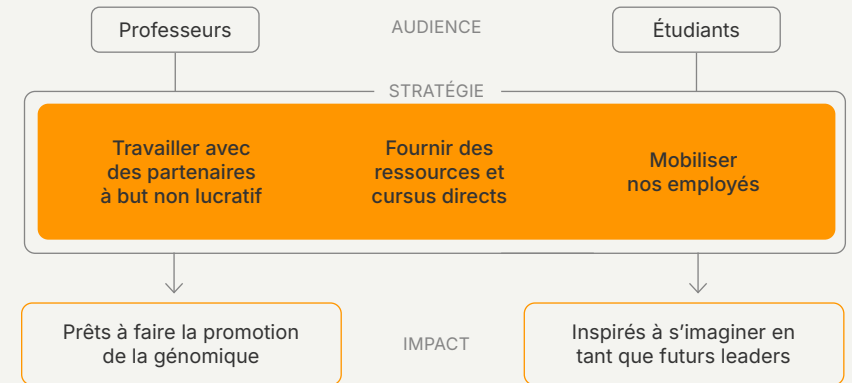 Professeurs
AUDIENCE
Étudiants
STRATÉGIE
Travailler avec
des partenaires
à but non lucratif
Fournir des
ressources et
cursus directs
Mobiliser
nos employés
Prêts à faire la promotion
de la génomique
IMPACT
Inspirés à s’imaginer en
tant que futurs leaders